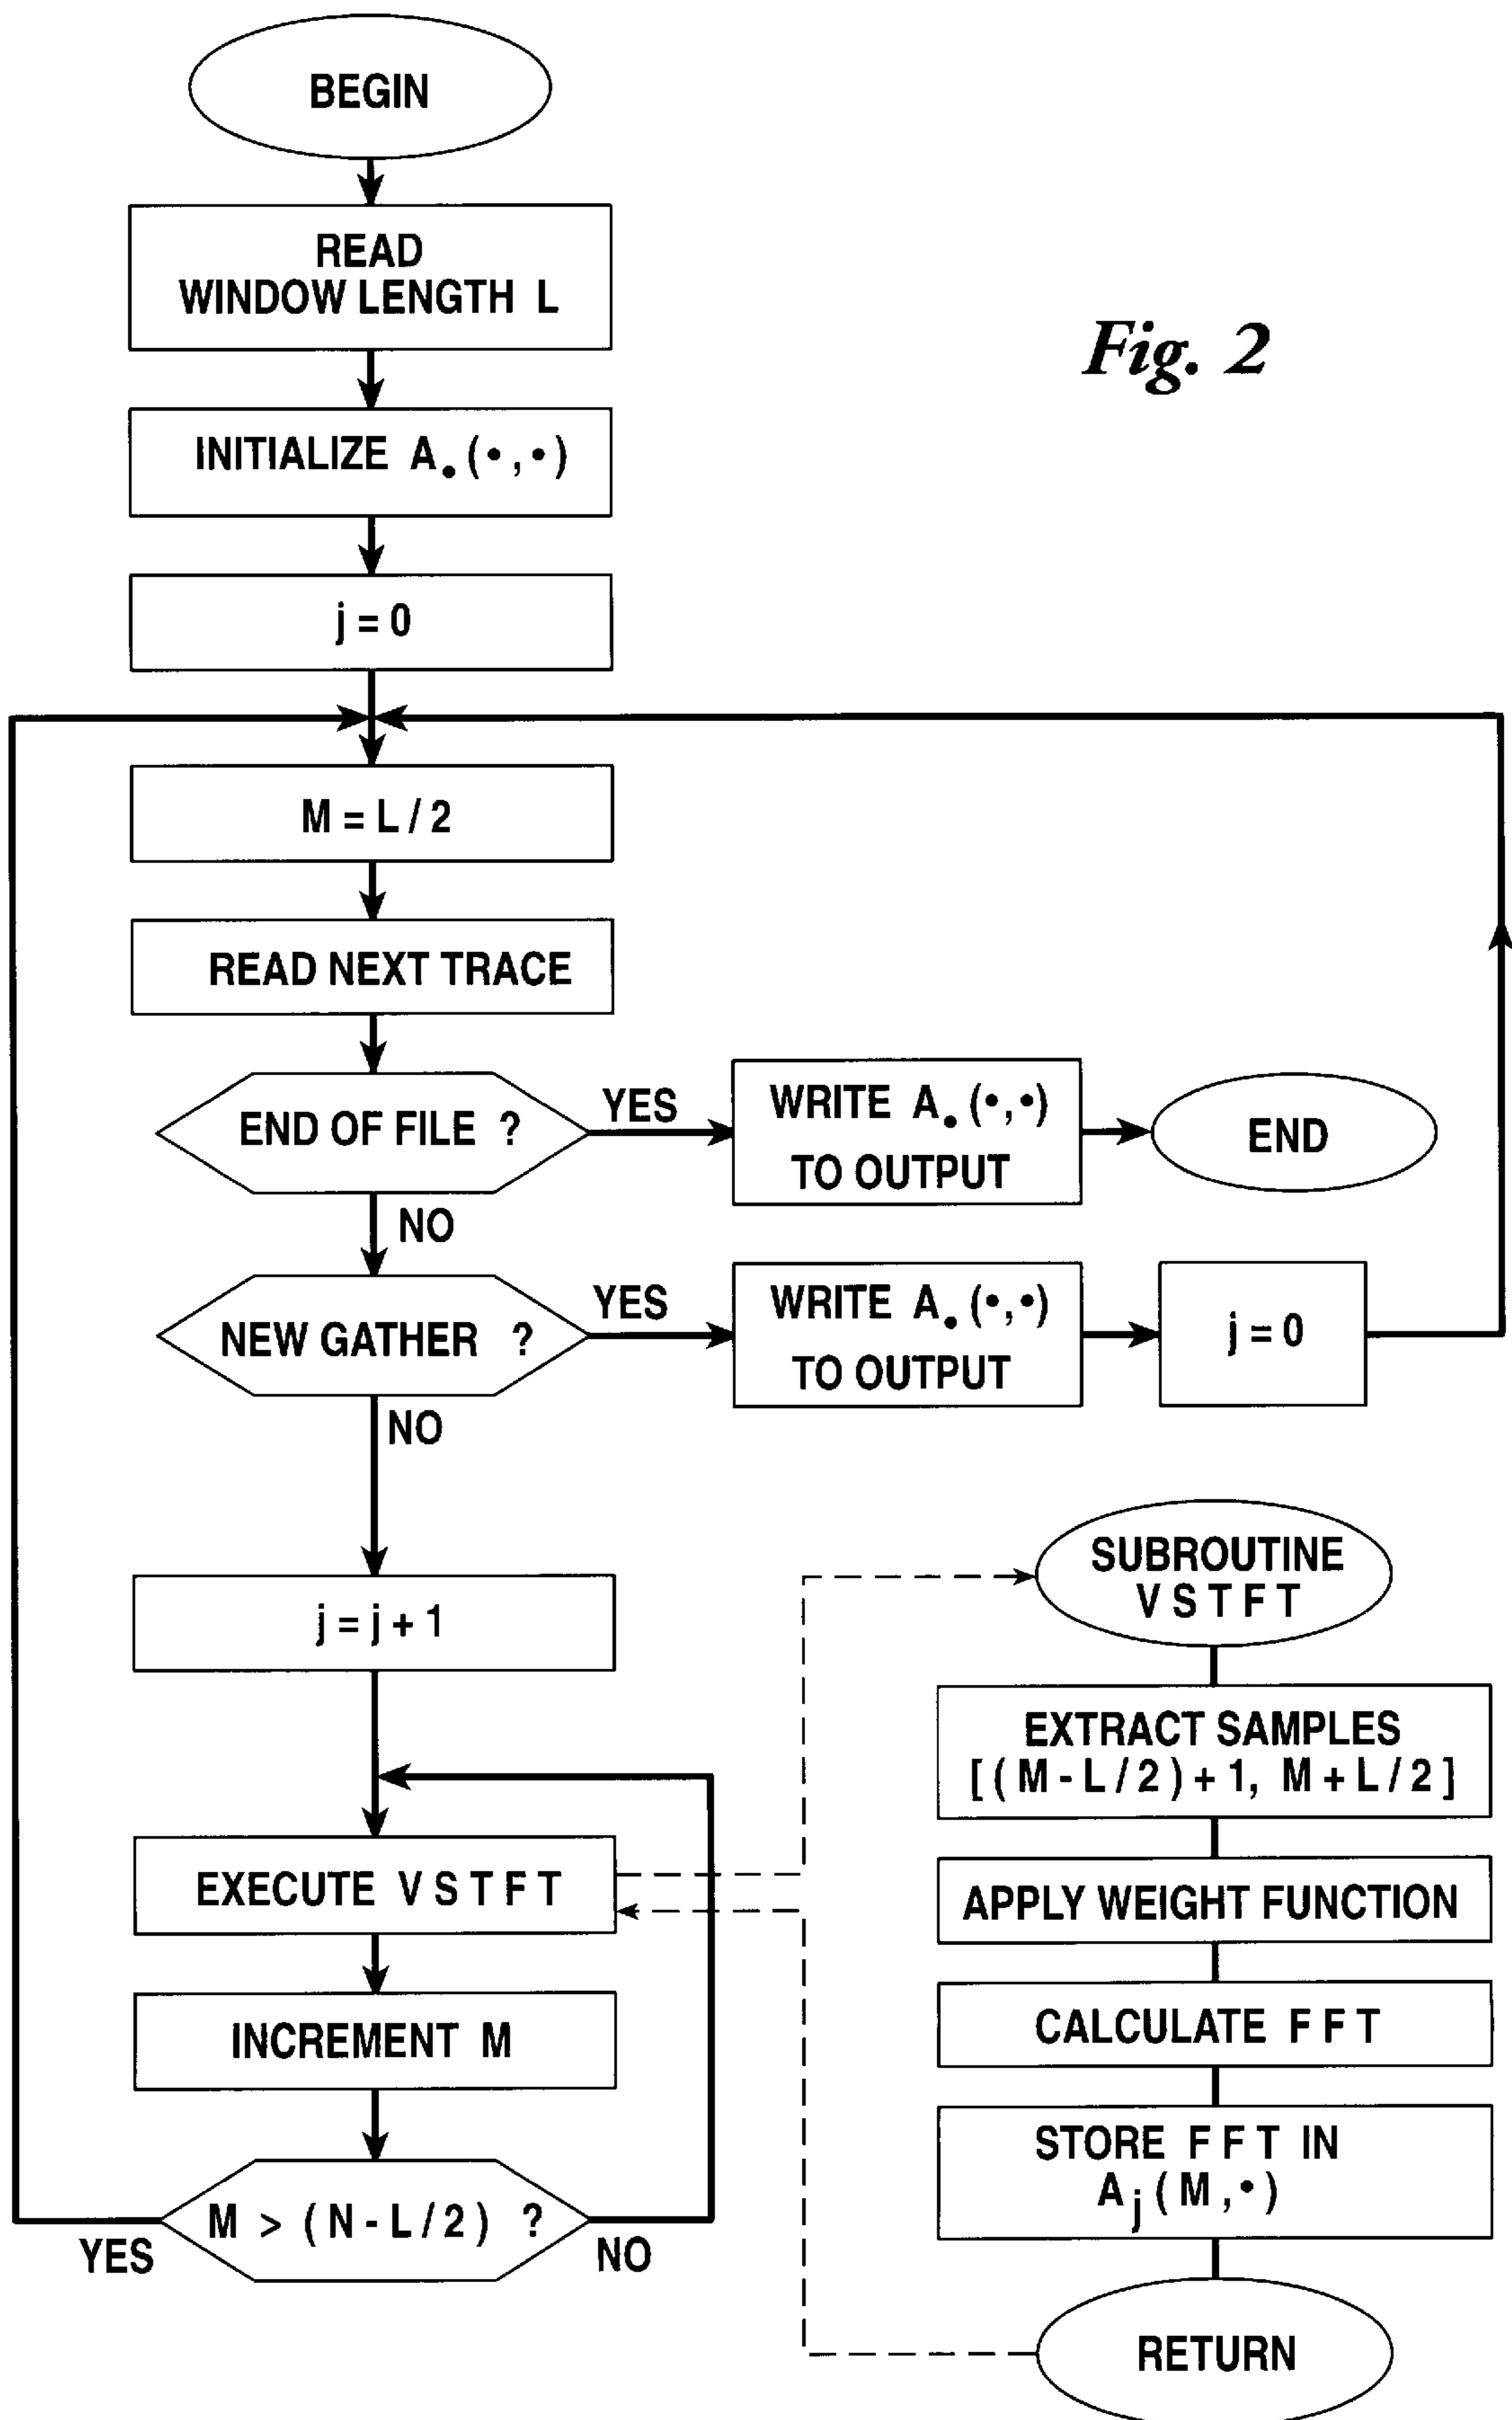 BEGIN
READ
WINDOW LENGTH L
Fig. 2
INITIALIZE A•(•,•)
j = 0
M = L / 2
READ NEXT TRACE
END OF FILE ?
YES
WRITE A•(•,•)
TO OUTPUT
END
NO
NEW GATHER ?
YES
WRITE A•(•,•)
TO OUTPUT
j = 0
NO
j = j + 1
EXECUTE V S T F T
INCREMENT M
M > ( N - L / 2 ) ?
YES
NO
SUBROUTINE
V S T F T
EXTRACT SAMPLES
[ ( M - L / 2 ) + 1, M + L / 2 ]
APPLY WEIGHT FUNCTION
CALCULATE F F T
STORE F F T IN
Aj ( M , • )
RETURN